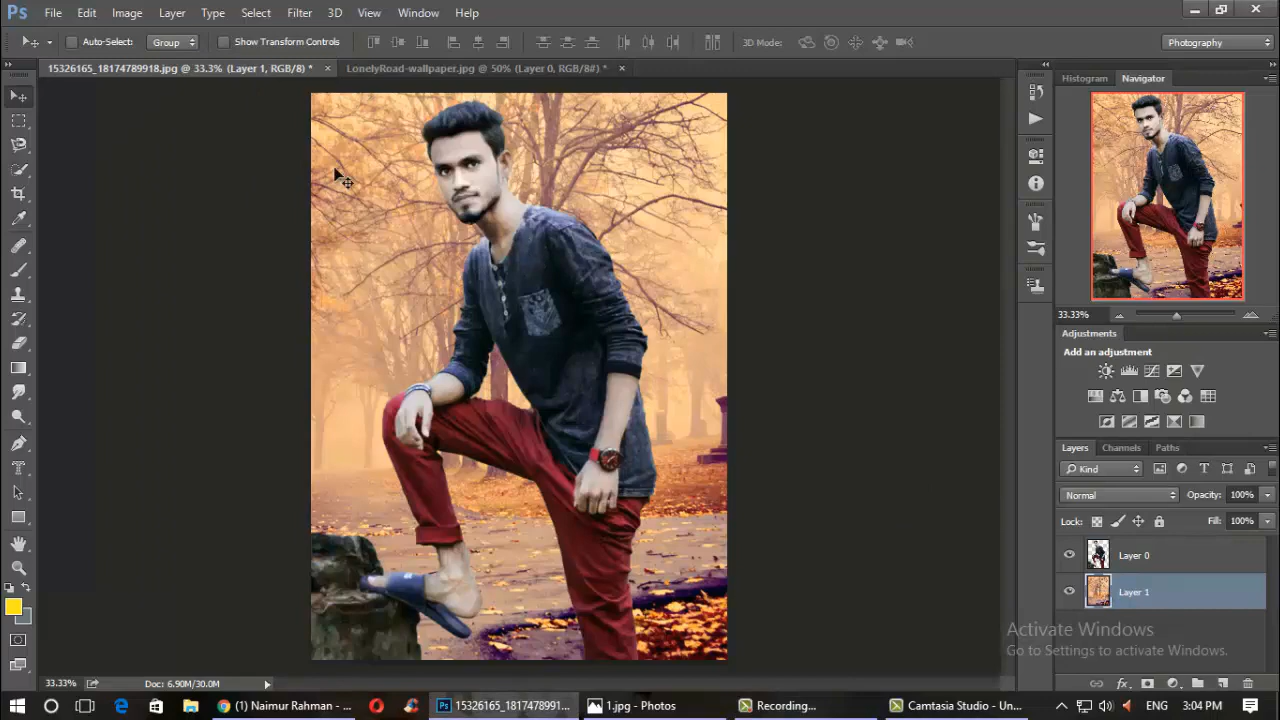 Ps File Edit Image Layer Type Select Filter 3D View Window Help
Auto-Select: Group Show Transform Controls 3D Mode: Photography
15326165_18174789918.jpg @ 33.3% (Layer 1, RGB/8) * × LonelyRoad-wallpaper.jpg @ 50% (Layer 0, RGB/8#) * ×
Histogram Navigator
33.33%
Adjustments
Add an adjustment
Layers Channels Paths
Kind
Normal Opacity: 100%
Lock: Fill: 100%
Layer 0
Layer 1
Activate Windows
Go to Settings to activate Windows.
33.33% Doc: 6.90M/30.0M
(1) Naimur Rahman - ... Ps 15326165_1817478991... 1.jpg - Photos Recording... Camtasia Studio - Un... ENG 3:04 PM